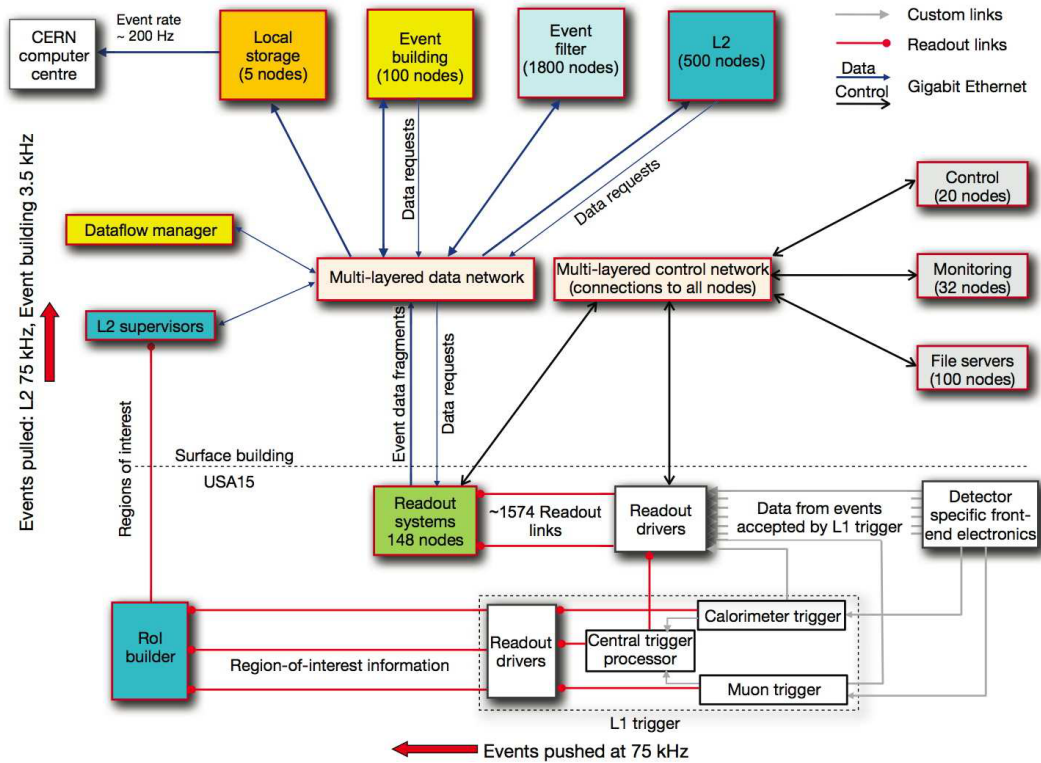 CERN
computer
centre
Event rate
~ 200 Hz
Local
storage
(5 nodes)
Event
building
(100 nodes)
Event
filter
(1800 nodes)
L2
(500 nodes)
Custom links
Readout links
Data
Control
Gigabit Ethernet
Data requests
Data requests
Control
(20 nodes)
Dataflow manager
Multi-layered data network
Multi-layered control network
(connections to all nodes)
Monitoring
(32 nodes)
L2 supervisors
File servers
(100 nodes)
Events pulled: L2 75 kHz, Event building 3.5 kHz
Regions of interest
Event data fragments
Data requests
Surface building
USA15
Readout
systems
148 nodes
~1574 Readout
links
Readout
drivers
Data from events
accepted by L1 trigger
Detector
specific front-
end electronics
RoI
builder
Region-of-interest information
Readout
drivers
Calorimeter trigger
Central trigger
processor
Muon trigger
L1 trigger
Events pushed at 75 kHz